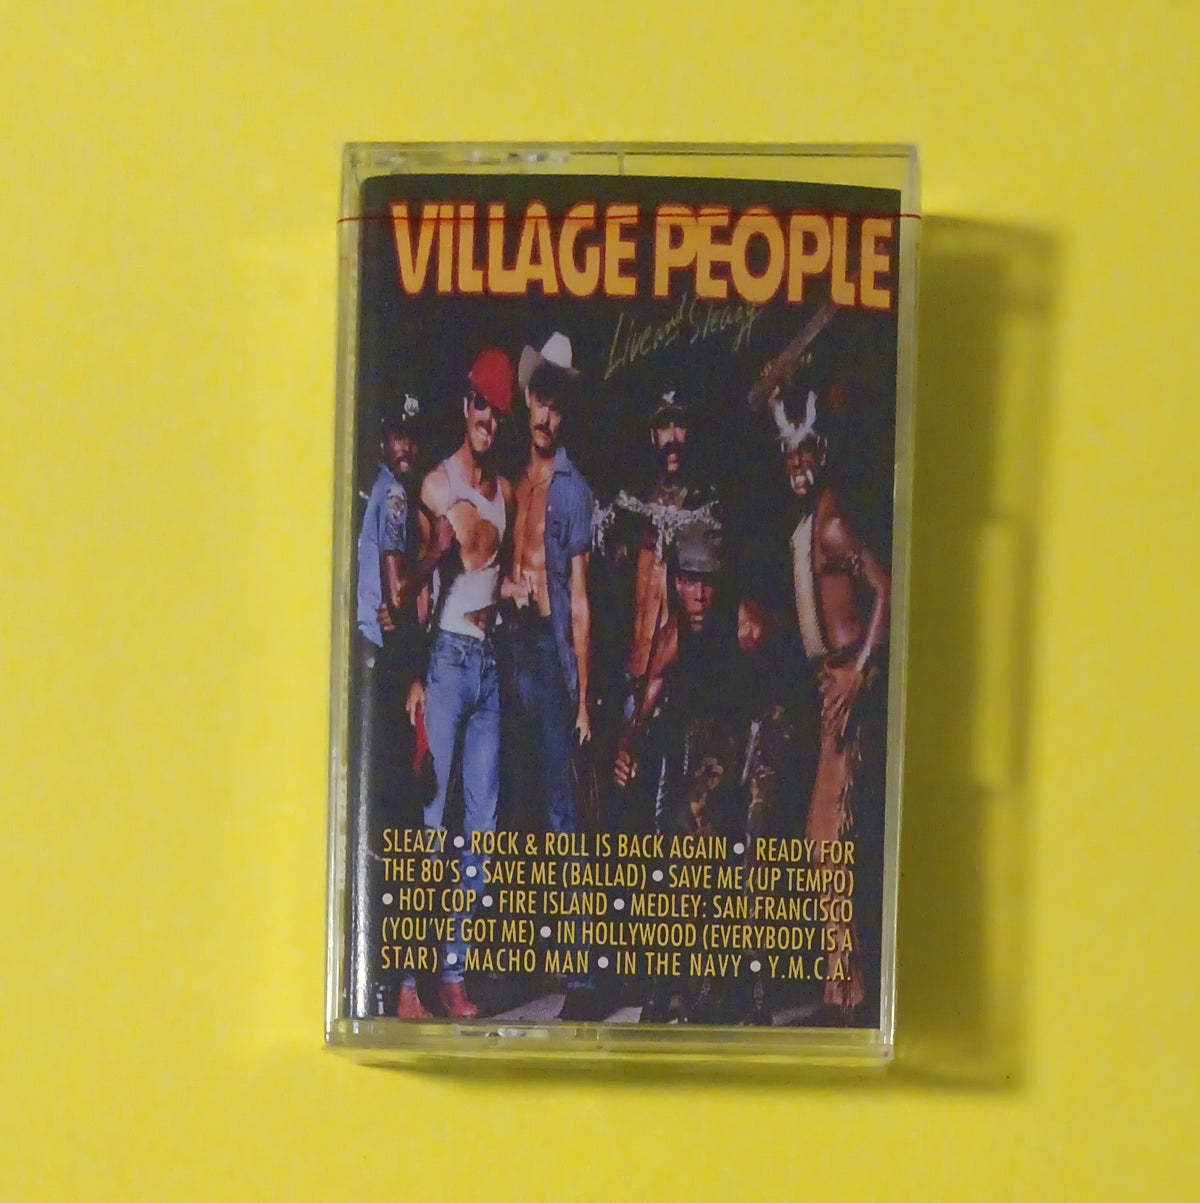 VILLAGE PEOPLE
Live and Sleazy
SLEAZY • ROCK & ROLL IS BACK AGAIN • READY FOR
THE 80'S • SAVE ME (BALLAD) • SAVE ME (UP TEMPO)
• HOT COP • FIRE ISLAND • MEDLEY: SAN FRANCISCO
(YOU'VE GOT ME) • IN HOLLYWOOD (EVERYBODY IS A
STAR) • MACHO MAN • IN THE NAVY • Y.M.C.A.